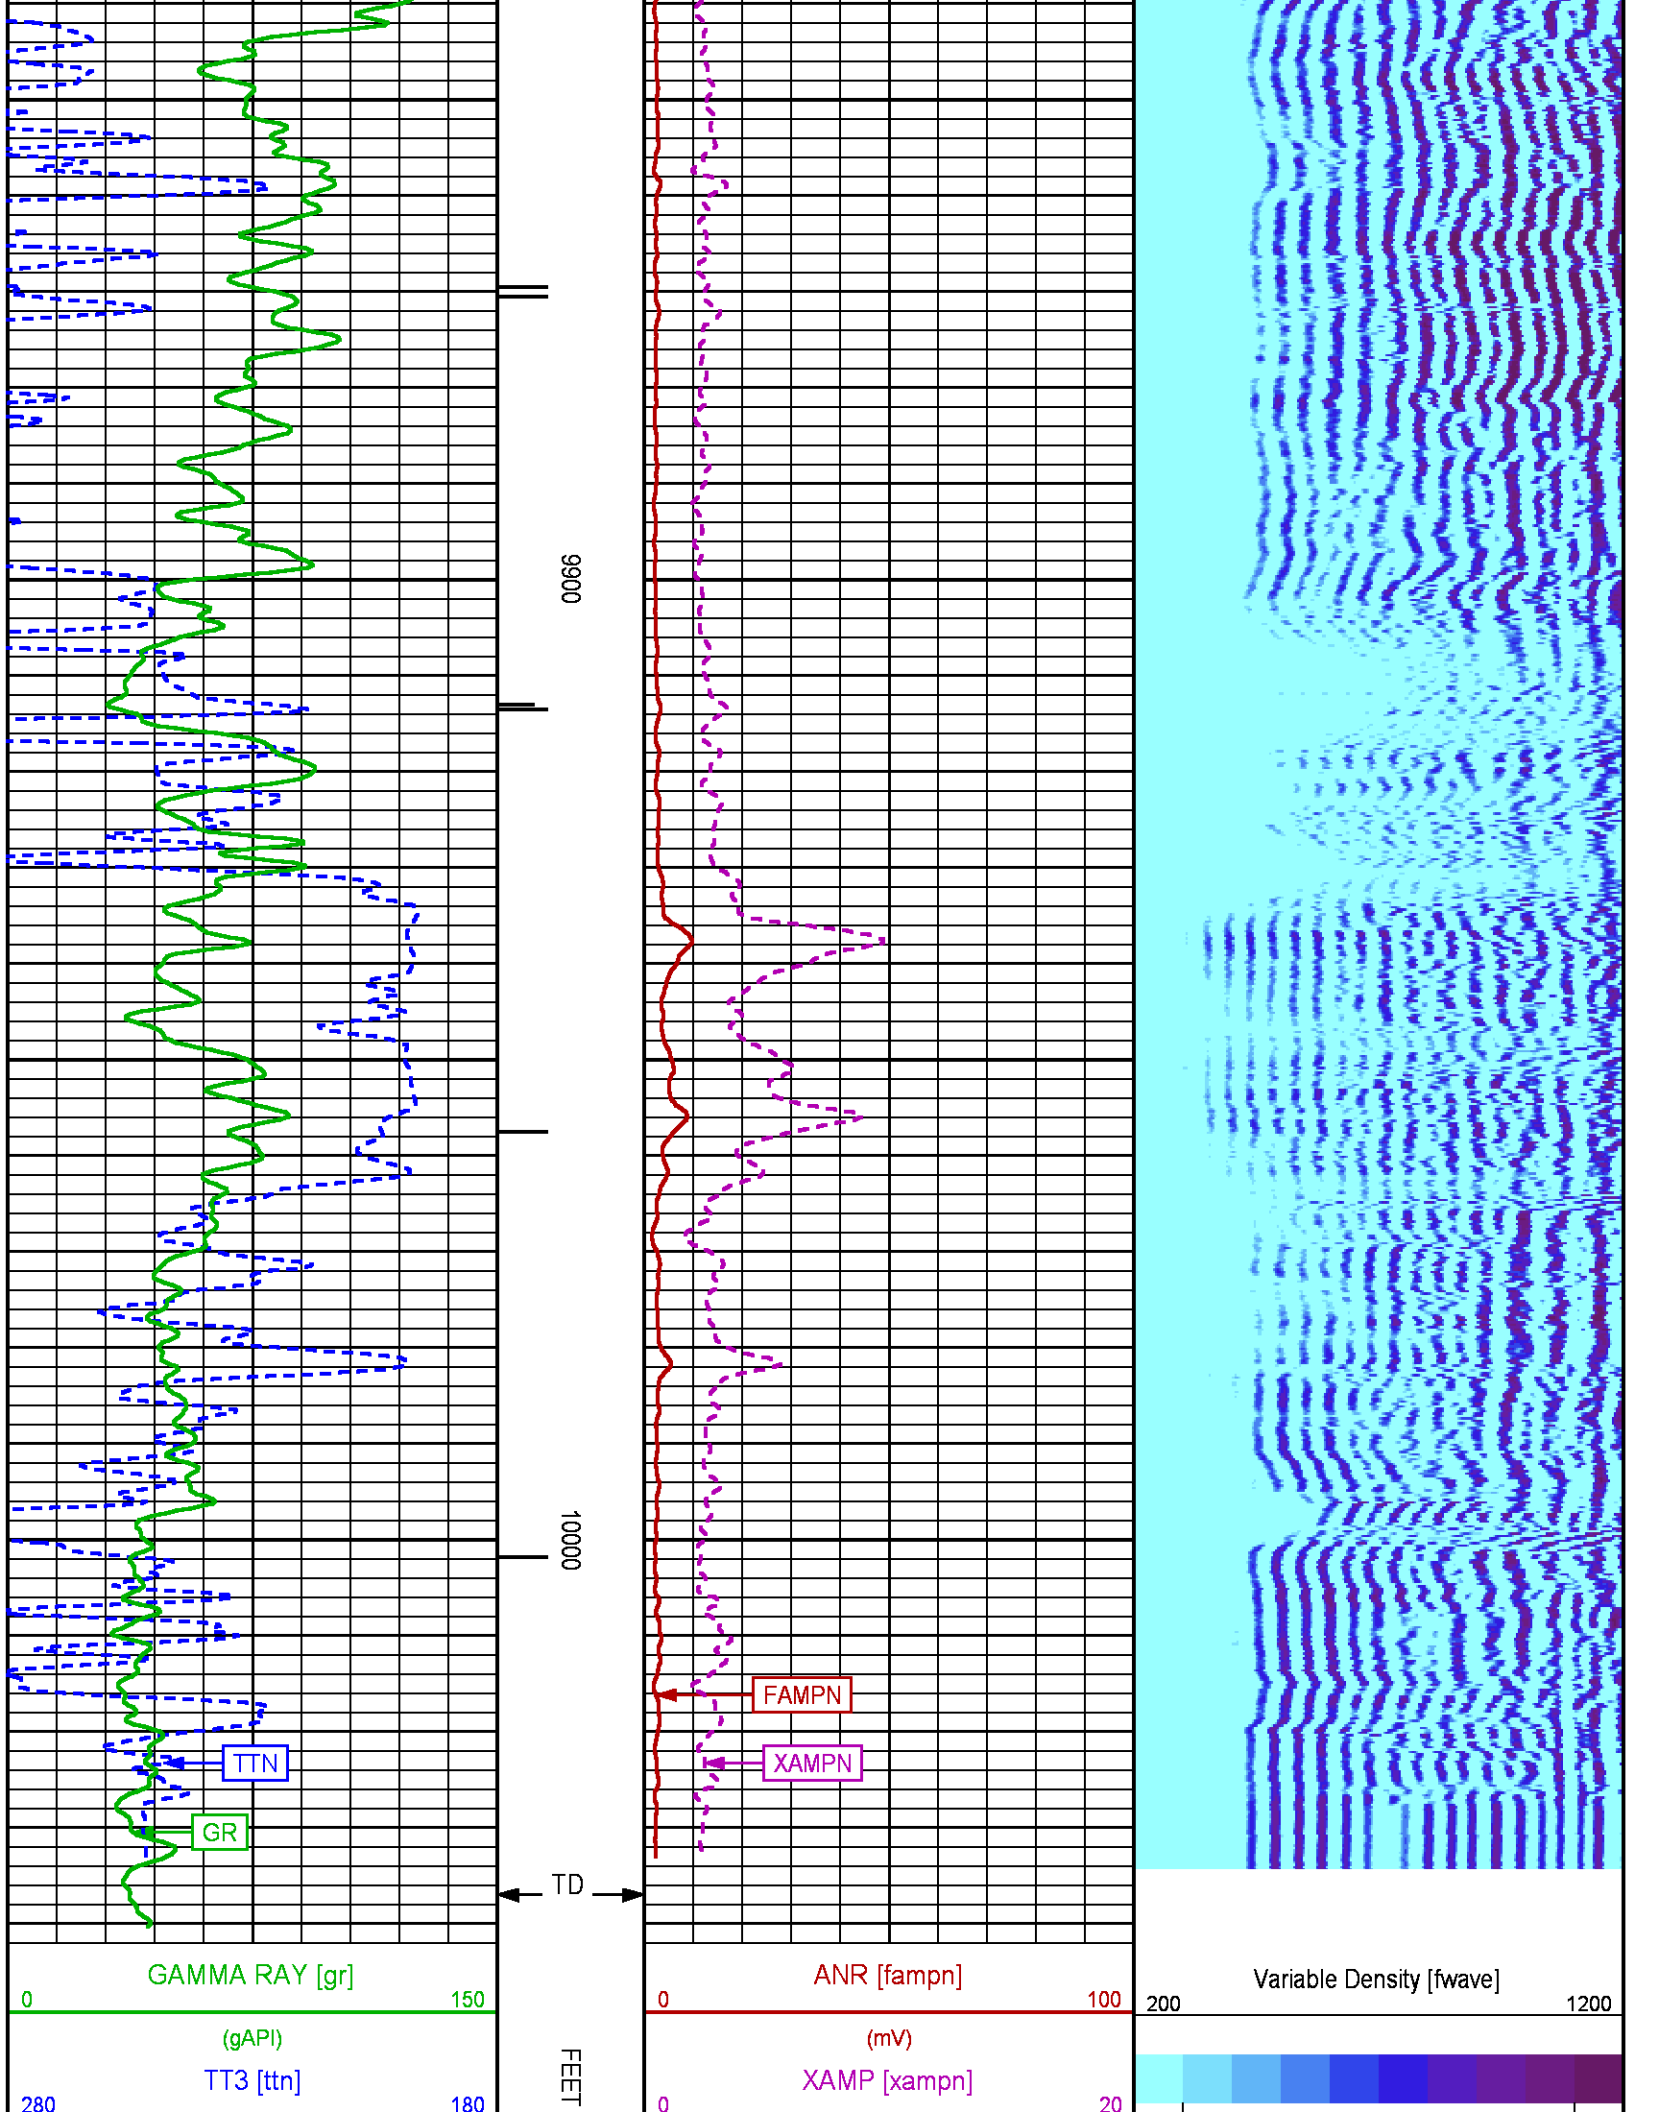 9900
10000
FAMPN
TTN
XAMPN
GR
TD
GAMMA RAY [gr]
0 150
(gAPI)
TT3 [ttn]
280 180
FEET
ANR [fampn]
0 100
(mV)
XAMP [xampn]
0 20
Variable Density [fwave]
200 1200